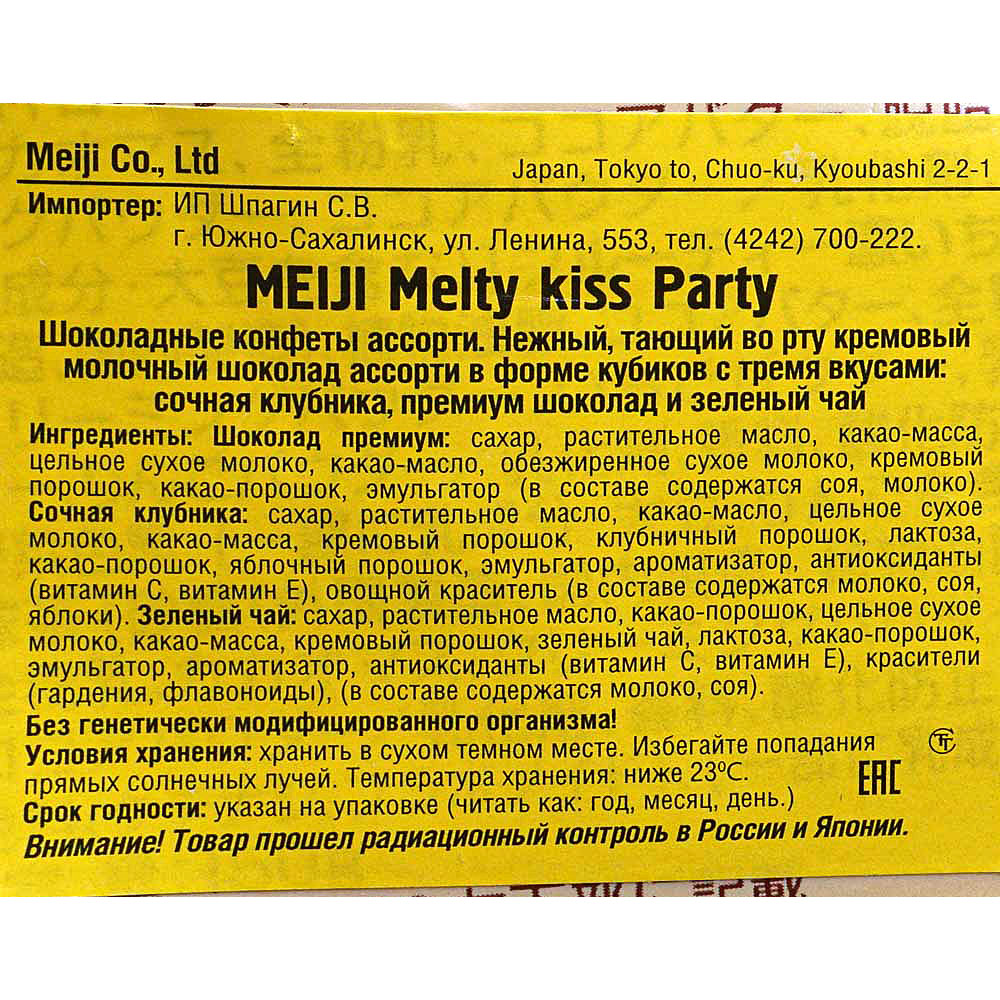 Meiji Co., Ltd
Japan, Tokyo to, Chuo-ku, Kyoubashi 2-2-1
Импортер: ИП Шпагин С.В.
г. Южно-Сахалинск, ул. Ленина, 553, тел. (4242) 700-222.
MEIJI Melty kiss Party
Шоколадные конфеты ассорти. Нежный, тающий во рту кремовый
молочный шоколад ассорти в форме кубиков с тремя вкусами:
сочная клубника, премиум шоколад и зеленый чай
Ингредиенты: Шоколад премиум: сахар, растительное масло, какао-масса,
цельное сухое молоко, какао-масло, обезжиренное сухое молоко, кремовый
порошок, какао-порошок, эмульгатор (в составе содержатся соя, молоко).
Сочная клубника: сахар, растительное масло, какао-масло, цельное сухое
молоко, какао-масса, кремовый порошок, клубничный порошок, лактоза,
какао-порошок, яблочный порошок, эмульгатор, ароматизатор, антиоксиданты
(витамин С, витамин Е), овощной краситель (в составе содержатся молоко, соя,
яблоки). Зеленый чай: сахар, растительное масло, какао-порошок, цельное сухое
молоко, какао-масса, кремовый порошок, зеленый чай, лактоза, какао-порошок,
эмульгатор, ароматизатор, антиоксиданты (витамин С, витамин Е), красители
(гардения, флавоноиды), (в составе содержатся молоко, соя).
Без генетически модифицированного организма!
Условия хранения: хранить в сухом темном месте. Избегайте попадания
прямых солнечных лучей. Температура хранения: ниже 23⁰С.
Срок годности: указан на упаковке (читать как: год, месяц, день.)
EAC
Внимание! Товар прошел радиационный контроль в России и Японии.